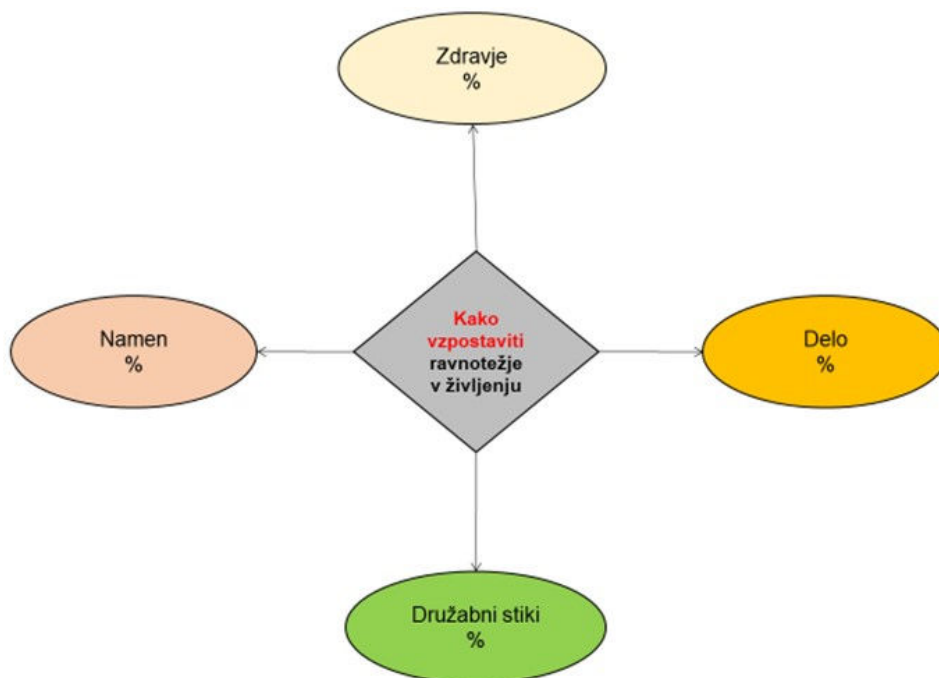 Zdravje
%
Namen
%
Kako
vzpostaviti
ravnotežje
v življenju
Delo
%
Družabni stiki
%